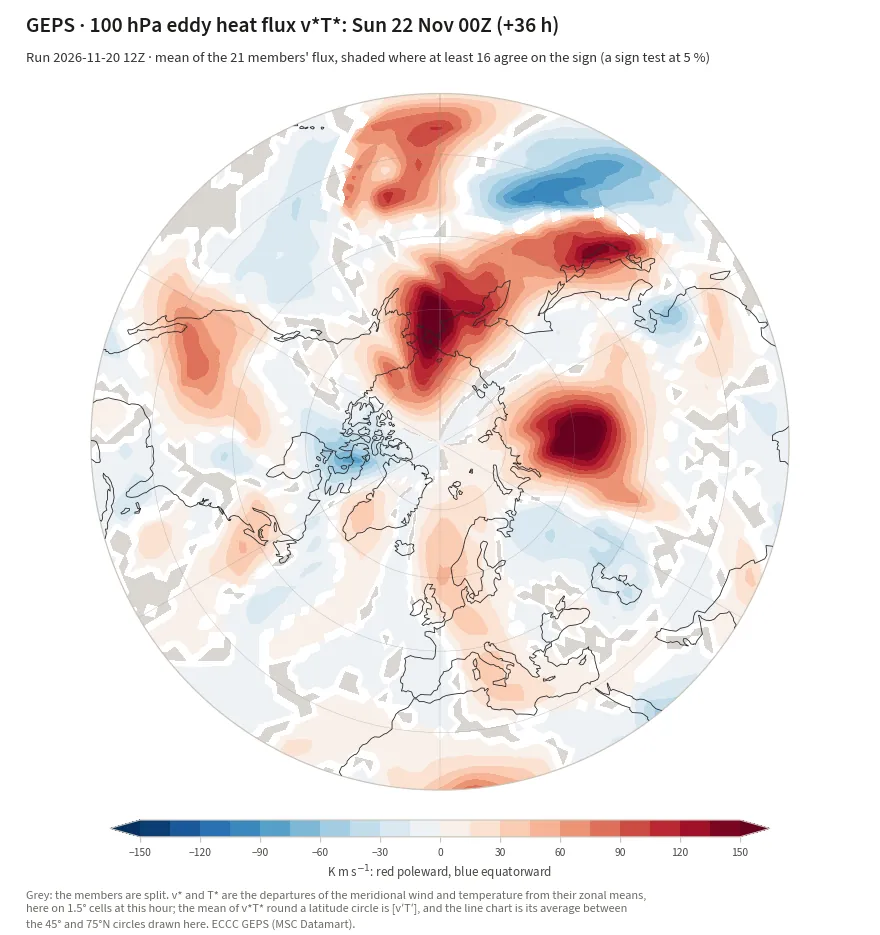 GEPS · 100 hPa eddy heat flux v*T*: Sun 22 Nov 00Z (+36 h)
Run 2026-11-20 12Z · mean of the 21 members' flux, shaded where at least 16 agree on the sign (a sign test at 5 %)
−150 −120 −90 −60 −30 0 30 60 90 120 150
K m s⁻¹: red poleward, blue equatorward
Grey: the members are split. v* and T* are the departures of the meridional wind and temperature from their zonal means,
here on 1.5° cells at this hour; the mean of v*T* round a latitude circle is [v'T'], and the line chart is its average between
the 45° and 75°N circles drawn here. ECCC GEPS (MSC Datamart).